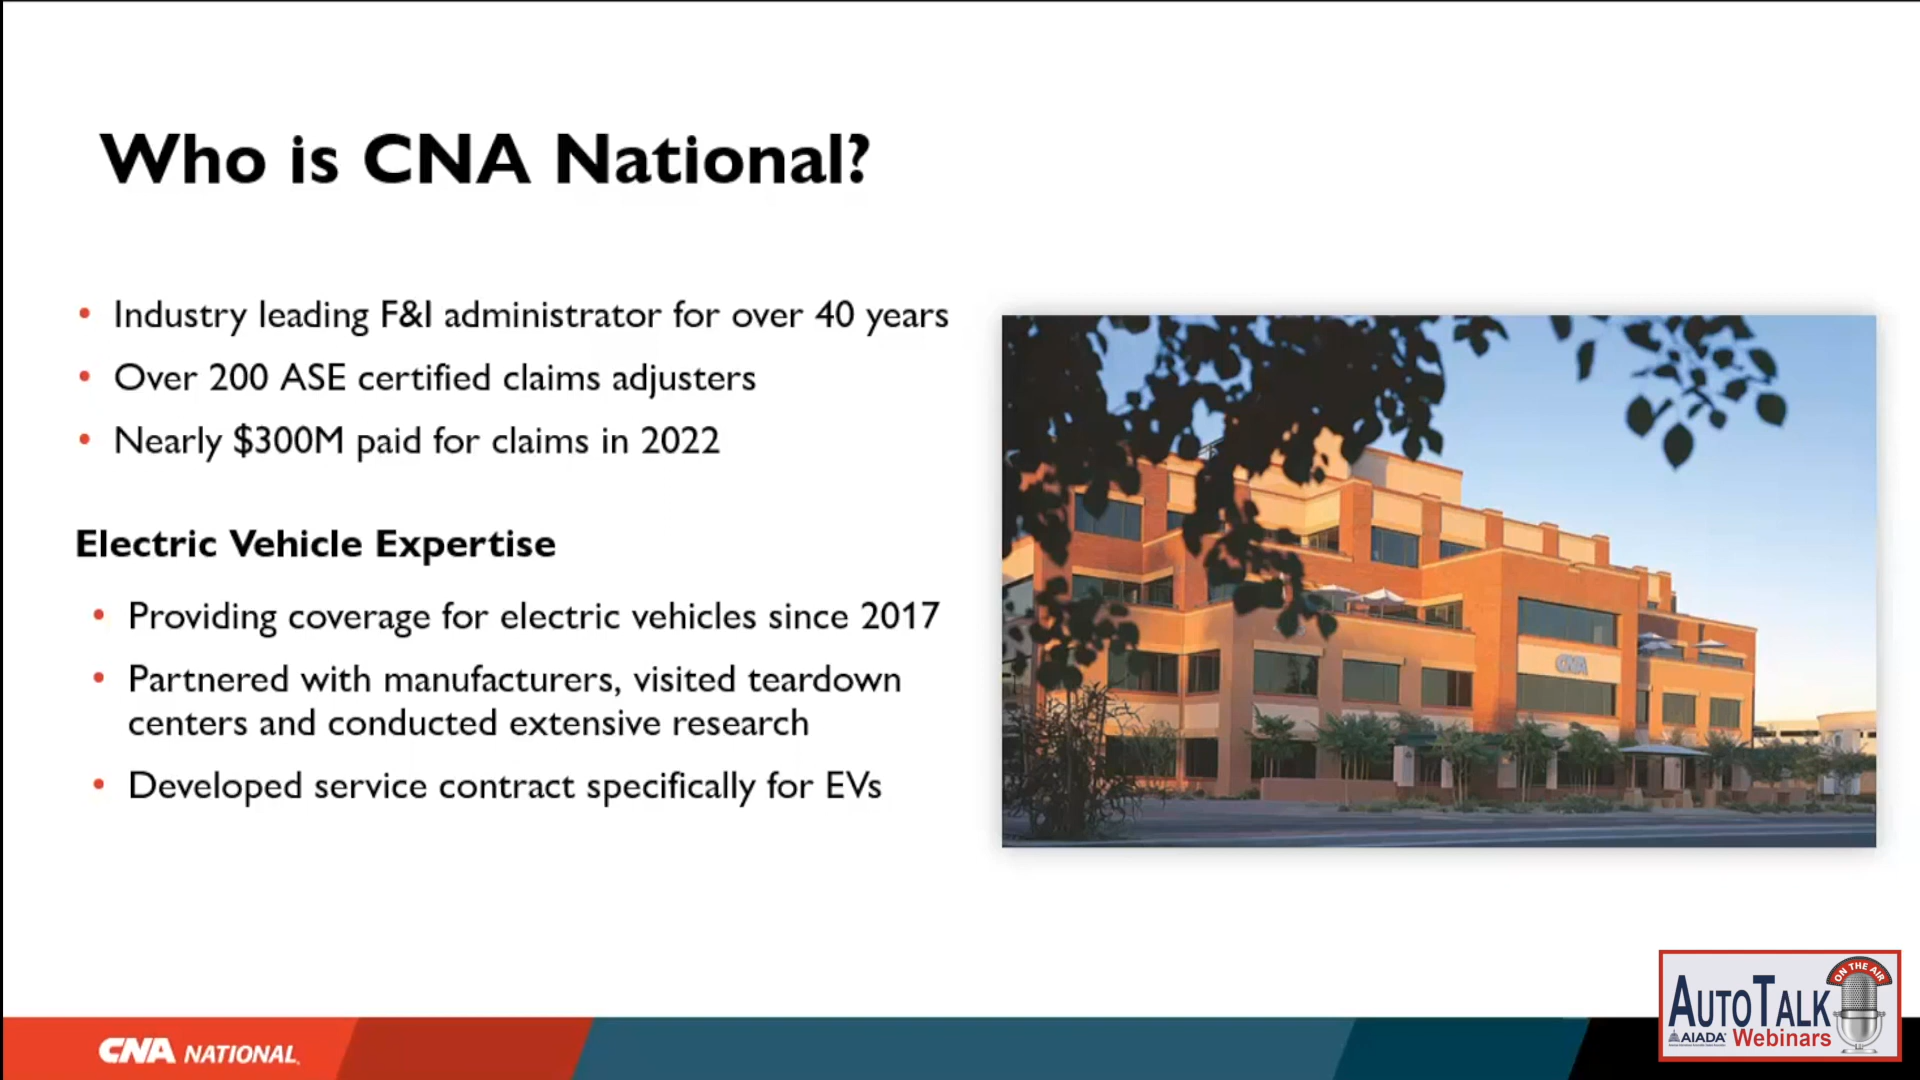 Who is CNA National?
• Industry leading F&I administrator for over 40 years
• Over 200 ASE certified claims adjusters
• Nearly $300M paid for claims in 2022
Electric Vehicle Expertise
• Providing coverage for electric vehicles since 2017
• Partnered with manufacturers, visited teardown
centers and conducted extensive research
• Developed service contract specifically for EVs
CNA
CNA NATIONAL
ON THE AIR
AUTOTALK
AIADA
Webinars